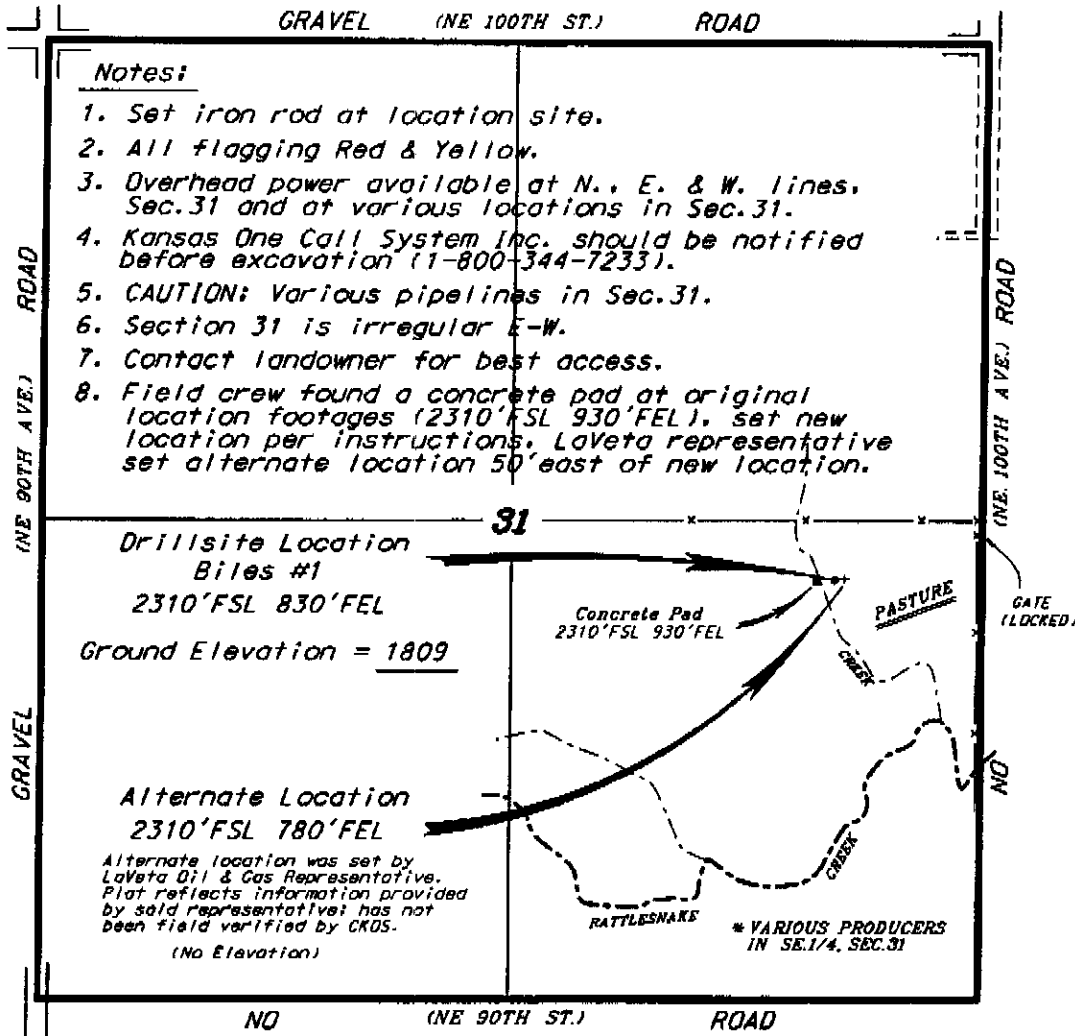 GRAVEL (NE 100TH ST.) ROAD
Notes:
1. Set iron rod at location site.
2. All flagging Red & Yellow.
3. Overhead power available at N., E. & W. lines,
Sec.31 and at various locations in Sec.31.
4. Kansas One Call System Inc. should be notified
before excavation (1-800-344-7233).
5. CAUTION: Various pipelines in Sec.31.
6. Section 31 is irregular E-W.
7. Contact landowner for best access.
8. Field crew found a concrete pad at original
location footages (2310'FSL 930'FEL), set new
location per instructions. LaVeta representative
set alternate location 50'east of new location.
GRAVEL (NE 90TH AVE.) ROAD
NO (NE. 100TH AVE.) ROAD
31
Drillsite Location
Biles #1
2310'FSL 830'FEL
Ground Elevation = 1809
Concrete Pad
2310'FSL 930'FEL
PASTURE
GATE
(LOCKED)
CREEK
Alternate Location
2310'FSL 780'FEL
Alternate location was set by
LaVeta Oil & Gas Representative.
Plat reflects information provided
by said representative; has not
been field verified by CKOS.
(No Elevation)
RATTLESNAKE
CREEK
* VARIOUS PRODUCERS
IN SE.1/4, SEC.31
NO (NE 90TH ST.) ROAD